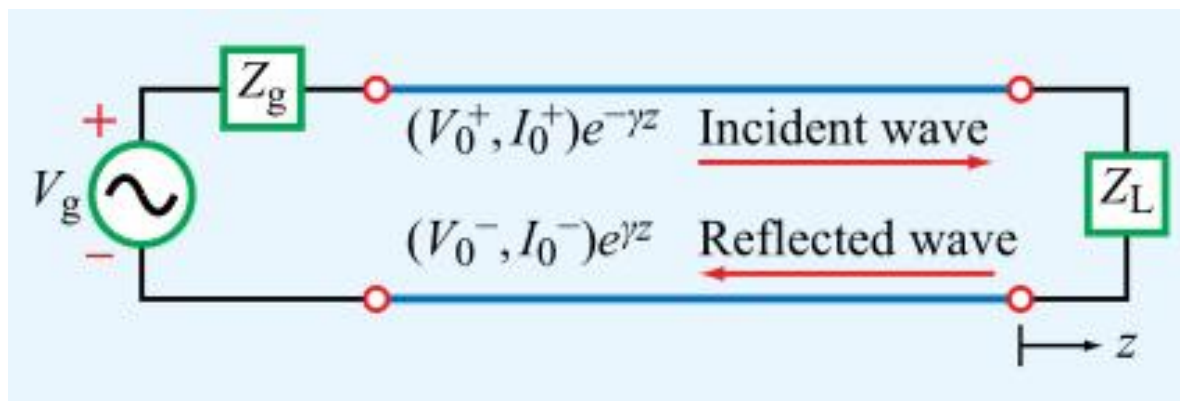 Z_g
+
(V_0^+, I_0^+)e^{-γz} Incident wave
V_g
Z_L
(V_0^-, I_0^-)e^{γz} Reflected wave
−
z